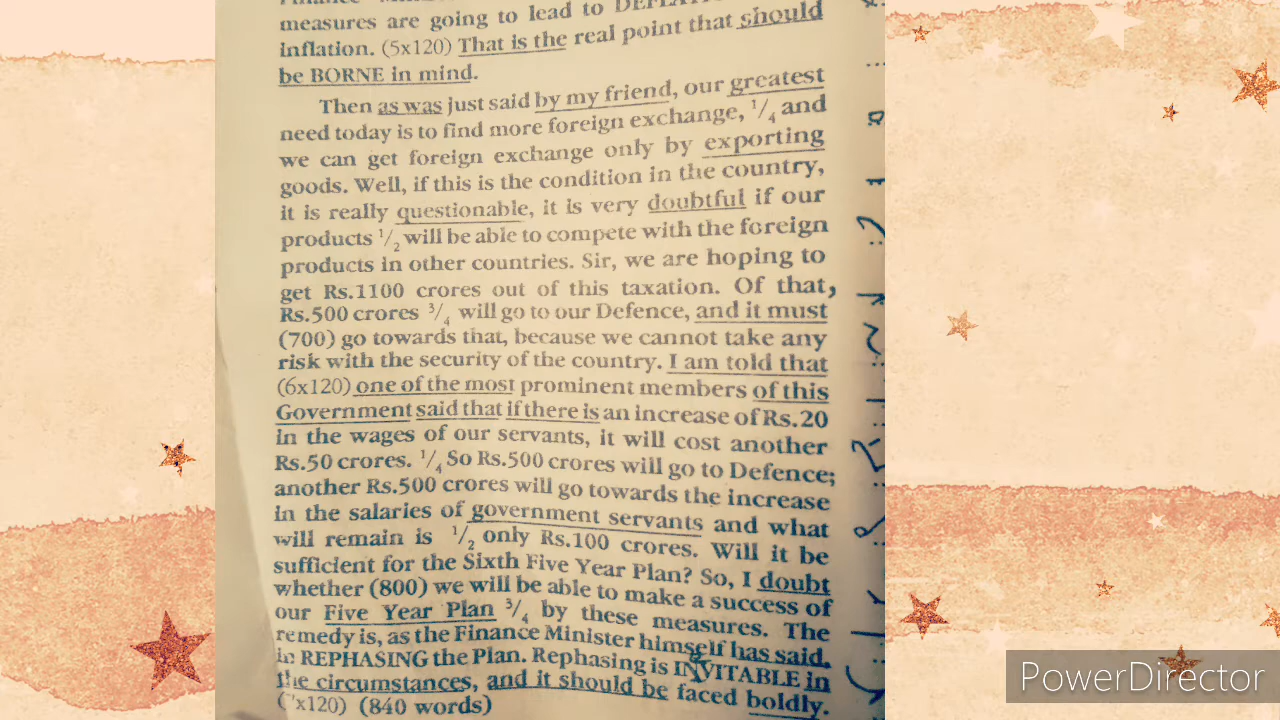 measures are going to lead to
inflation. (5x120) That is the real point that should
be BORNE in mind.
Then as was just said by my friend, our greatest
need today is to find more foreign exchange, 1/4 and
we can get foreign exchange only by exporting
goods. Well, if this is the condition in the country,
it is really questionable, it is very doubtful if our
products 1/2 will be able to compete with the foreign
products in other countries. Sir, we are hoping to
get Rs.1100 crores out of this taxation. Of that,
Rs.500 crores 3/4 will go to our Defence, and it must
(700) go towards that, because we cannot take any
risk with the security of the country. I am told that
(6x120) one of the most prominent members of this
Government said that if there is an increase of Rs.20
in the wages of our servants, it will cost another
Rs.50 crores. 1/4 So Rs.500 crores will go to Defence;
another Rs.500 crores will go towards the increase
in the salaries of government servants and what
will remain is 1/2 only Rs.100 crores. Will it be
sufficient for the Sixth Five Year Plan? So, I doubt
whether (800) we will be able to make a success of
our Five Year Plan 3/4 by these measures. The
remedy is, as the Finance Minister himself has said,
in REPHASING the Plan. Rephasing is INVITABLE in
the circumstances, and it should be faced boldly.
(7x120) (840 words)
PowerDirector